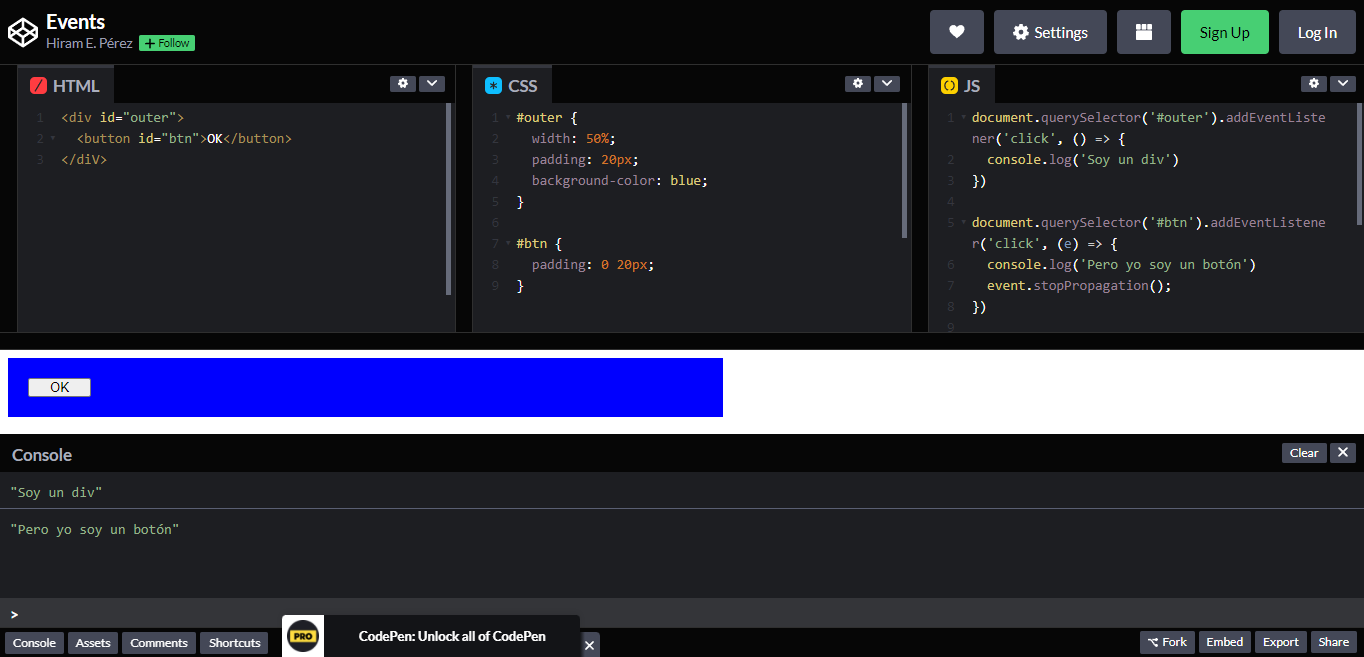 Events
Hiram E. Pérez + Follow
Settings
Sign Up
Log In
HTML
1 <div id="outer">
2 <button id="btn">OK</button>
3 </diV>
CSS
1 #outer {
2 width: 50%;
3 padding: 20px;
4 background-color: blue;
5 }
6
7 #btn {
8 padding: 0 20px;
9 }
JS
1 document.querySelector('#outer').addEventListe
ner('click', () => {
2 console.log('Soy un div')
3 })
4
5 document.querySelector('#btn').addEventListene
r('click', (e) => {
6 console.log('Pero yo soy un botón')
7 event.stopPropagation();
8 })
9
OK
Console
Clear
"Soy un div"
"Pero yo soy un botón"
>
Console
Assets
Comments
Shortcuts
PRO
CodePen: Unlock all of CodePen
Fork
Embed
Export
Share